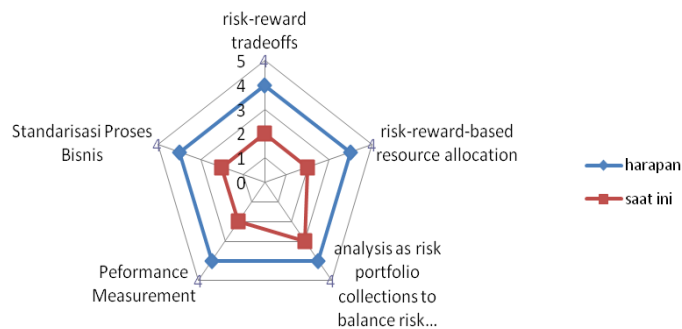 risk-reward
tradeoffs
5
4
4
3
2
1
0
Standarisasi Proses
Bisnis
4
4
risk-reward-based
resource allocation
harapan
saat ini
Peformance
Measurement
4
4
analysis as risk
portfolio
collections to
balance risk...